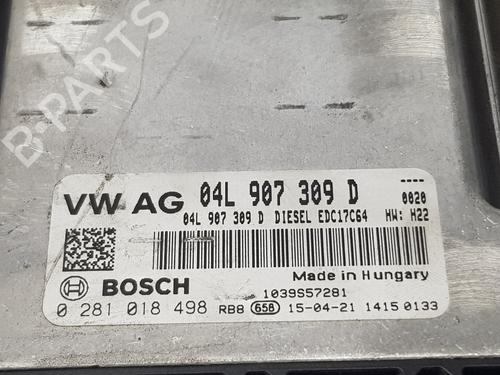 B-PARTS
VW AG 04L 907 309 D
04L 907 309 D DIESEL EDC17C64
----
0020
HW: H22
Made in Hungary
BOSCH 1039S57281
0 281 018 498 RB8 658 15-04-21 1415 0133